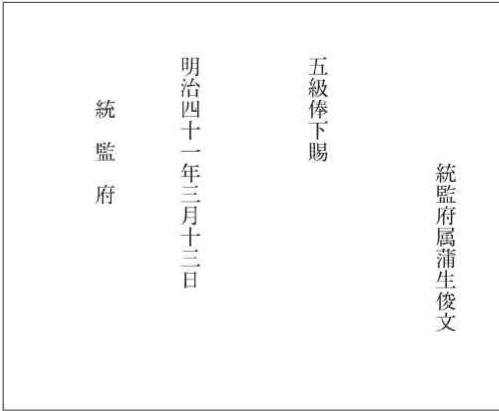 統監府属蒲生俊文
五級俸下賜
明治四十一年三月十三日
統監府